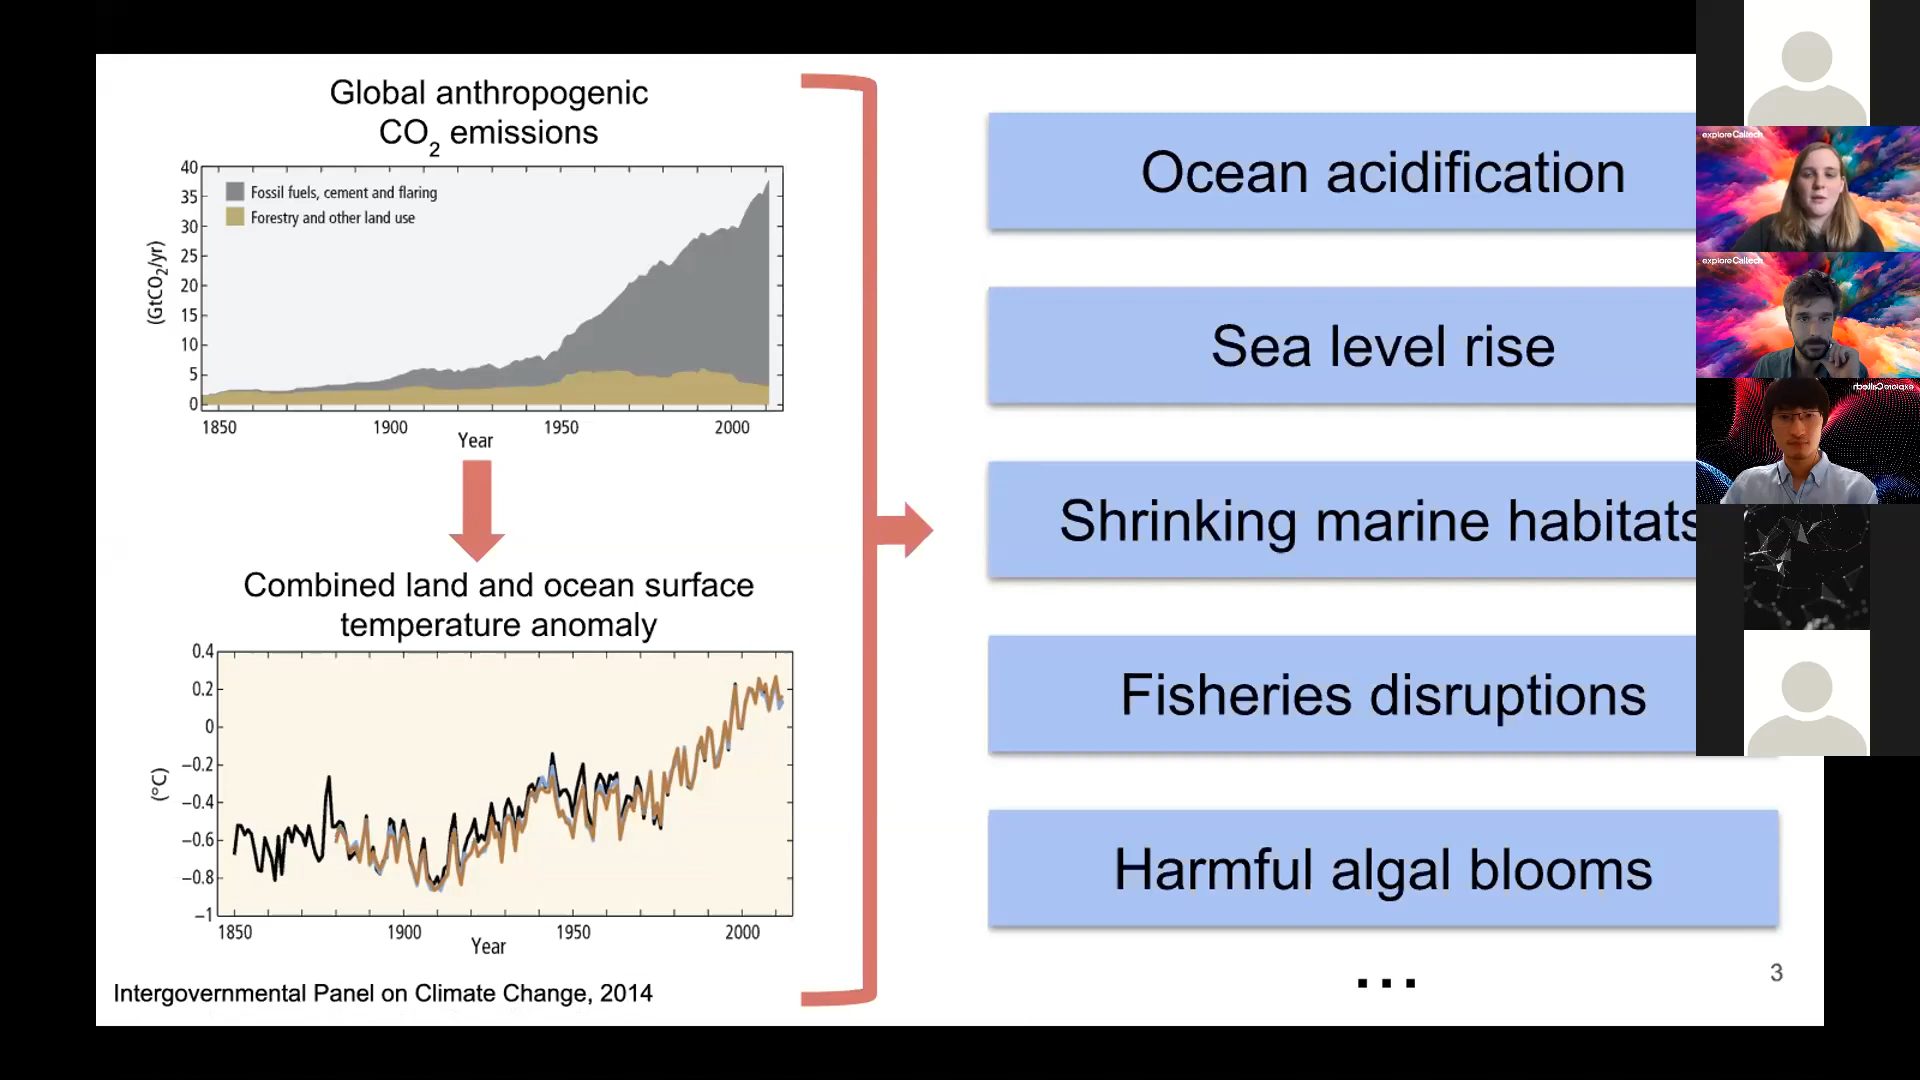 Global anthropogenic
CO2 emissions
40
35
30
25
20
15
10
5
0
(GtCO2/yr)
Fossil fuels, cement and flaring
Forestry and other land use
1850 1900 1950 2000
Year
Combined land and ocean surface
temperature anomaly
0.4
0.2
0
−0.2
−0.4
−0.6
−0.8
−1
(°C)
1850 1900 1950 2000
Year
Intergovernmental Panel on Climate Change, 2014
Ocean acidification
Sea level rise
Shrinking marine habitats
Fisheries disruptions
Harmful algal blooms
...
3
exploreCaltech
exploreCaltech
exploreCaltech